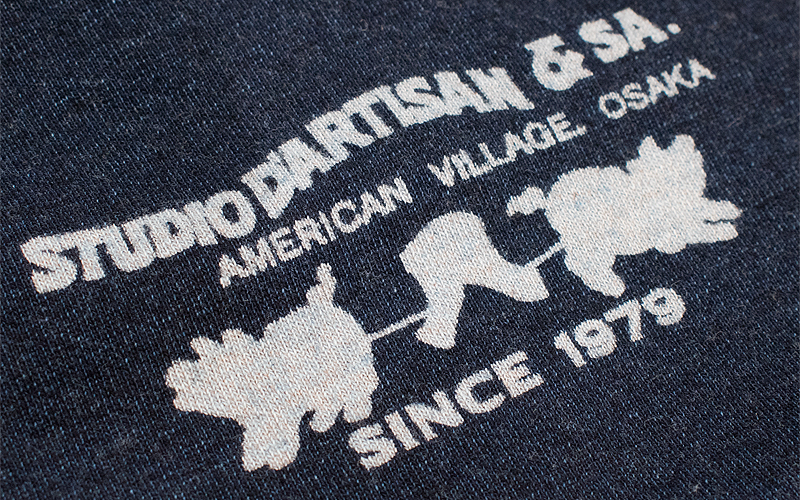 STUDIO D'ARTISAN & SA.
AMERICAN VILLAGE. OSAKA
SINCE 1979